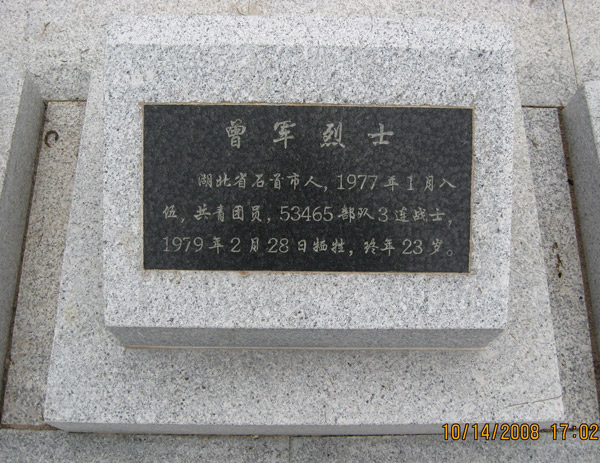 曾军烈士
湖北省石首市人，1977年1月入
伍，共青团员，53465部队3连战士，
1979年2月28日牺牲，终年23岁。
10/14/2008 17:02